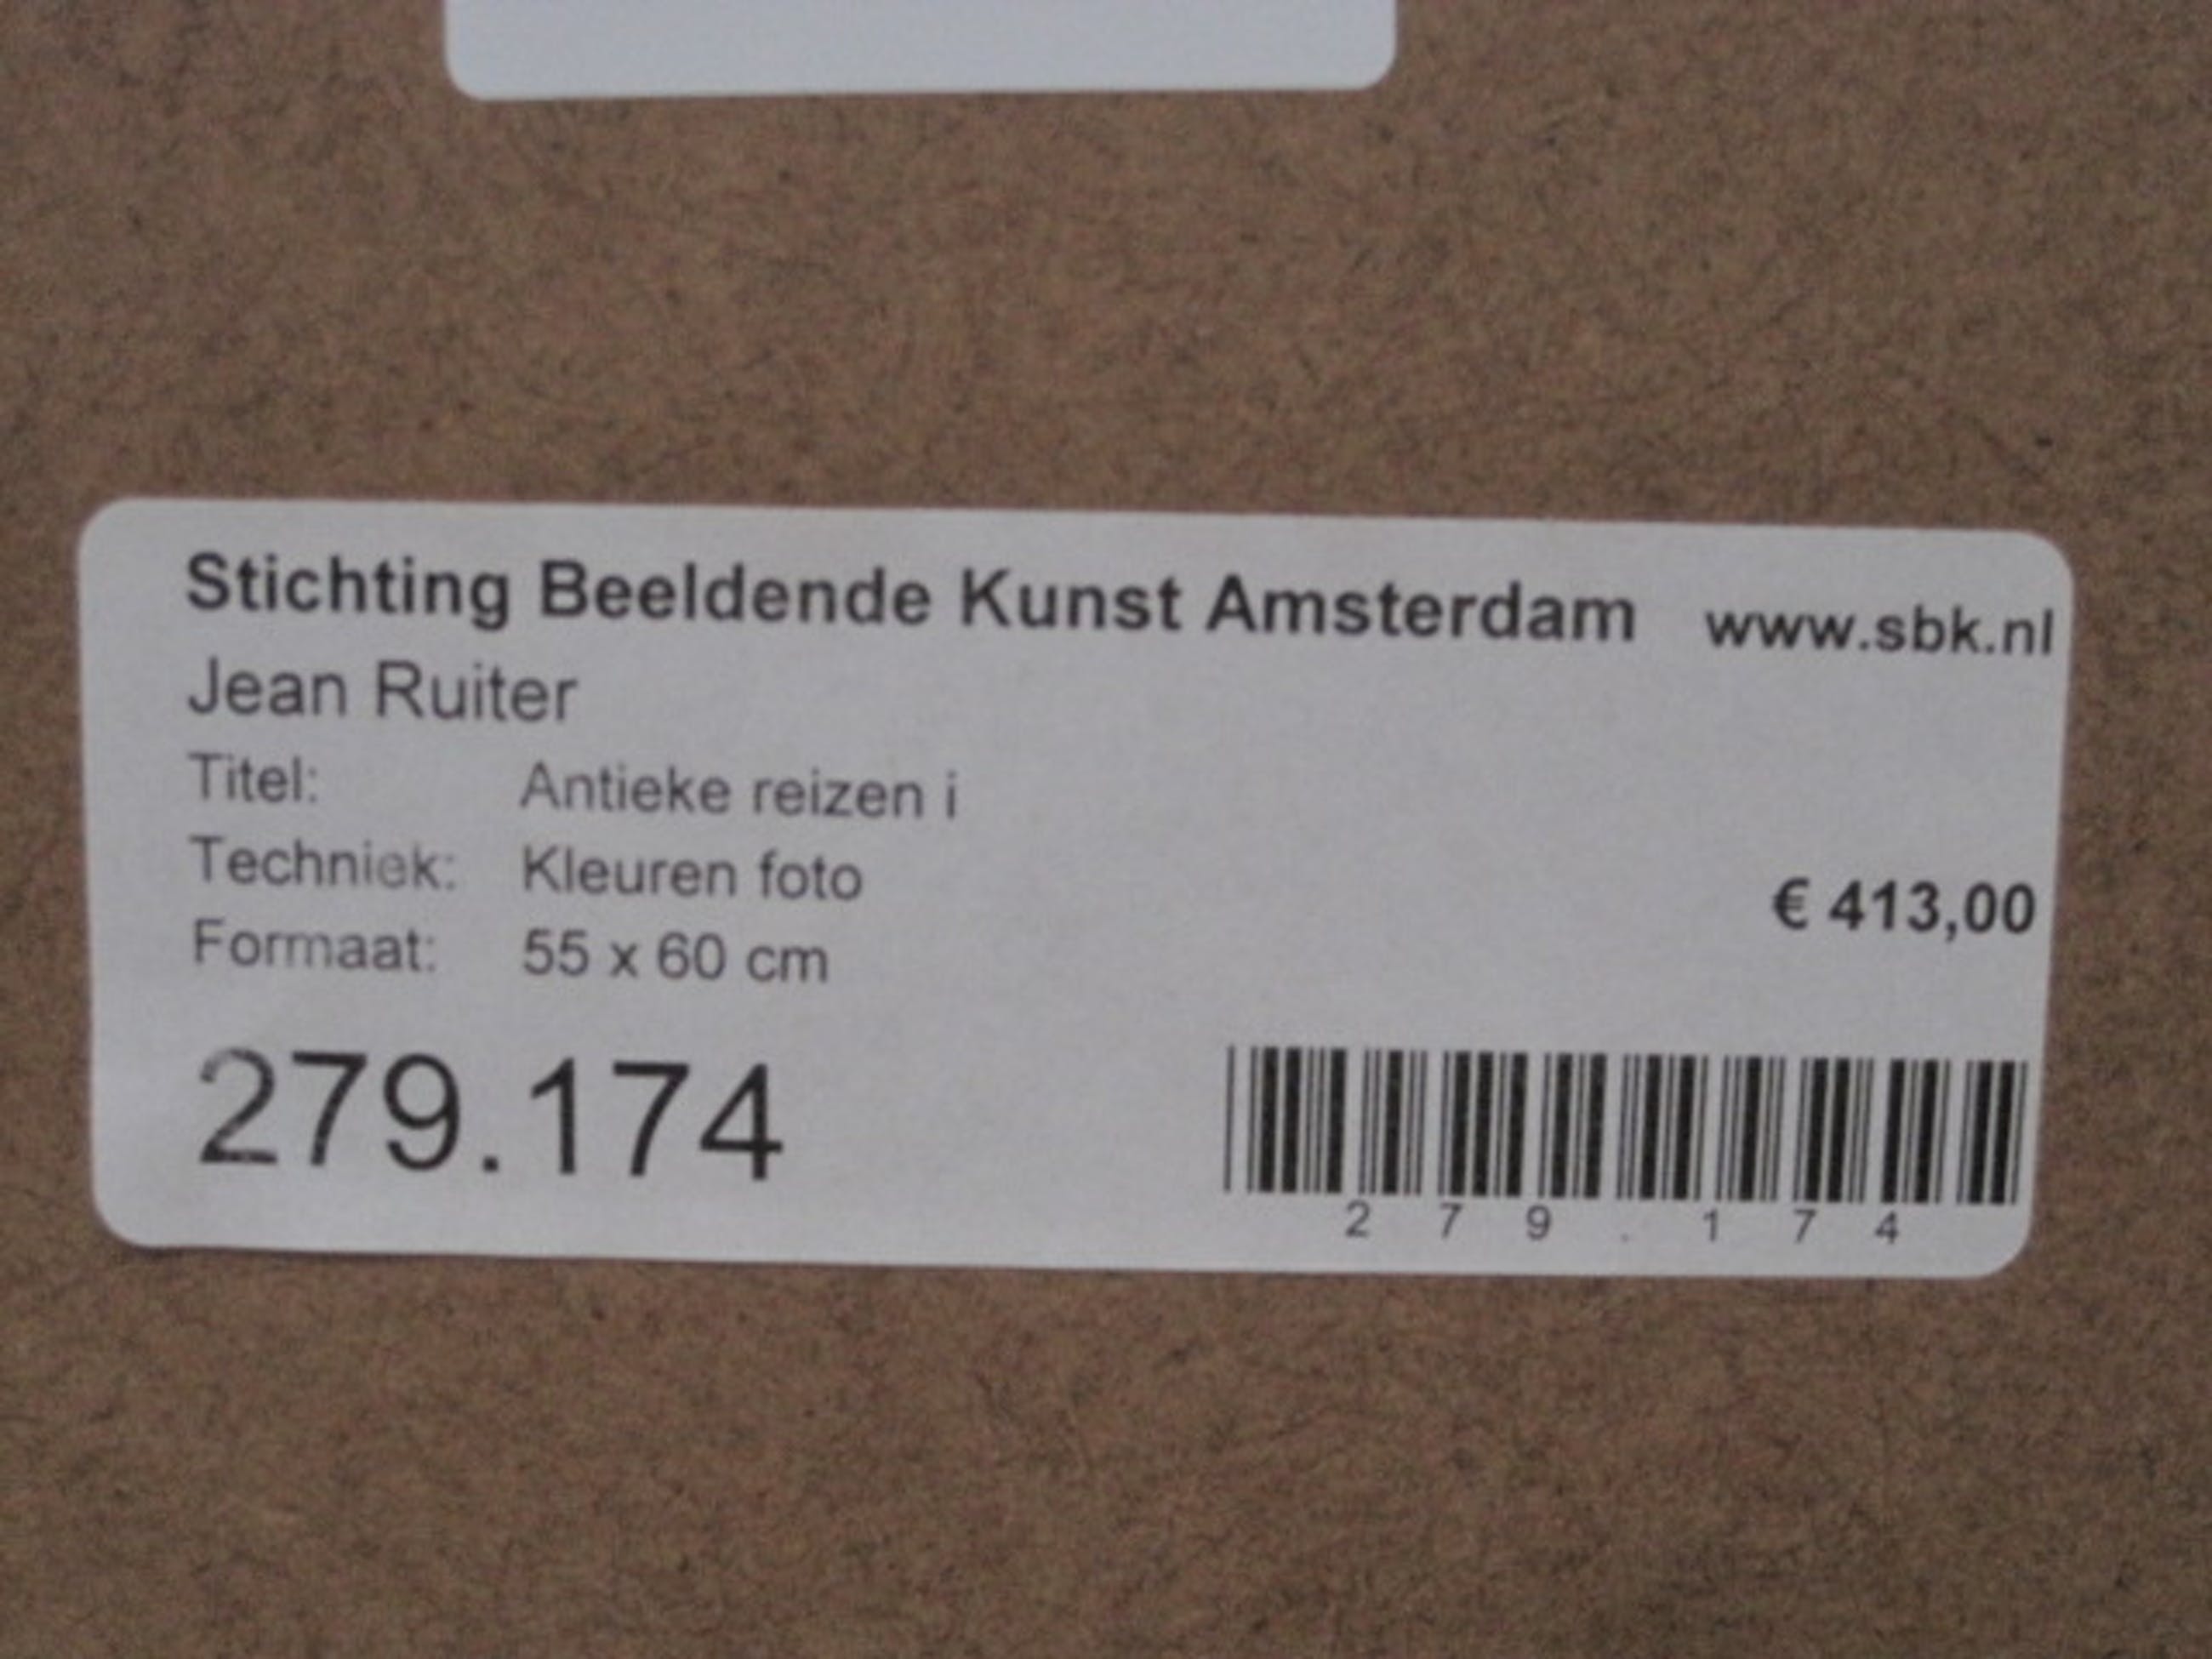 Stichting Beeldende Kunst Amsterdam www.sbk.nl
Jean Ruiter
Titel: Antieke reizen i
Techniek: Kleuren foto
€ 413,00
Formaat: 55 x 60 cm
279.174
279.174